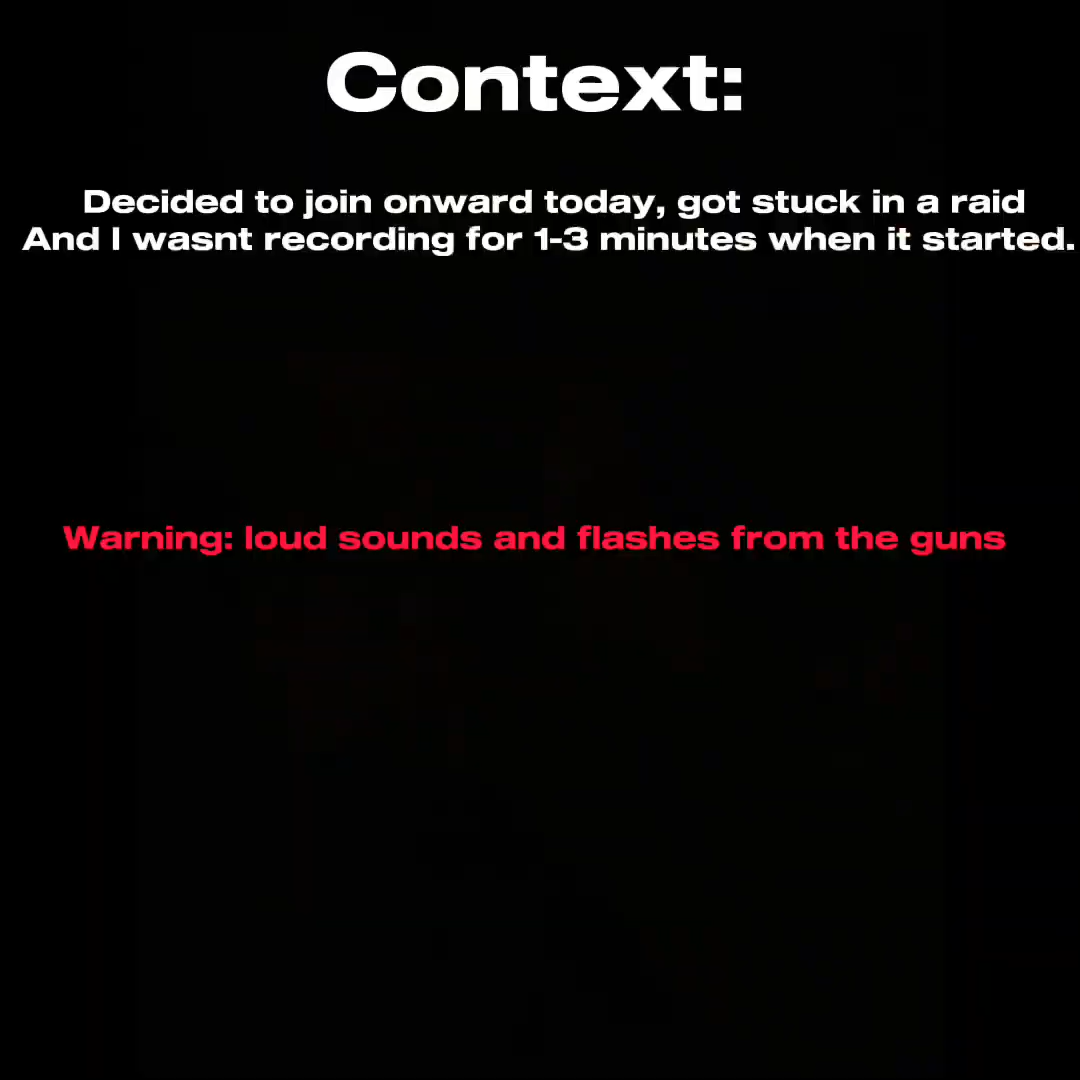 Context:
Decided to join onward today, got stuck in a raid
And I wasnt recording for 1-3 minutes when it started.
Warning: loud sounds and flashes from the guns